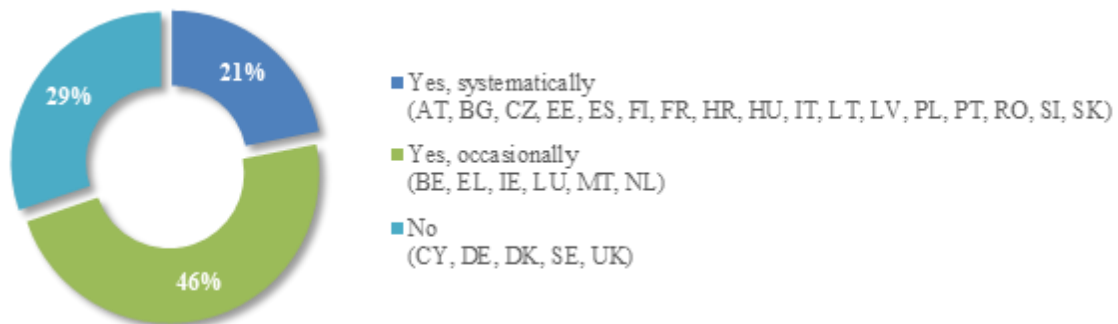 21%
29%
46%
Yes, systematically
(AT, BG, CZ, EE, ES, FI, FR, HR, HU, IT, LT, LV, PL, PT, RO, SI, SK)
Yes, occasionally
(BE, EL, IE, LU, MT, NL)
No
(CY, DE, DK, SE, UK)